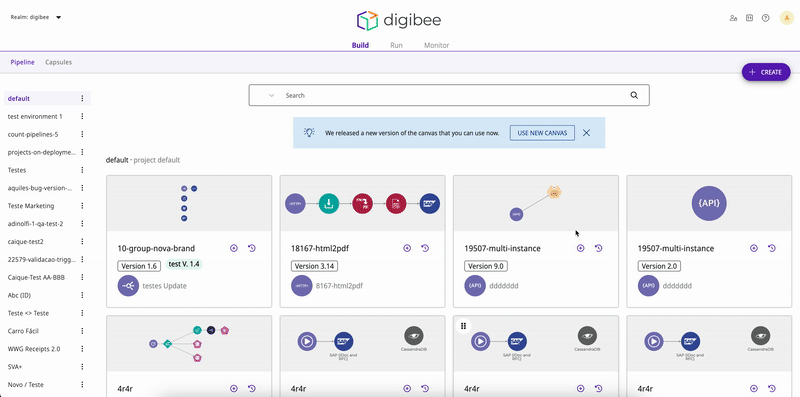 Realm: digibee
digibee
A
Build
Run
Monitor
Pipeline
Capsules
CREATE
default
test environment 1
count-pipelines-5
projects-on-deployme...
Testes
aquiles-bug-version-...
Teste Marketing
adinolfi-1-qa-test-2
caique-test2
22579-validacao-trigg...
Caique-Test AA-BBB
Abc (ID)
Teste <> Teste
Carro Fácil
WWG Receipts 2.0
SVA+
Novo / Teste
Search
We released a new version of the canvas that you can use now.
USE NEW CANVAS
default · project default
10-group-nova-brand
Version 1.6
test V. 1.4
testes Update
18167-html2pdf
Version 3.14
8167-html2pdf
19507-multi-instance
Version 9.0
{API}
ddddddd
{API}
19507-multi-instance
Version 2.0
{API}
ddddddd
4r4r
SAP
SAP (IDoc and RFC)
CassandraDB
4r4r
SAP
SAP (IDoc and RFC)
CassandraDB
4r4r
SAP
SAP (IDoc and RFC)
CassandraDB
4r4r